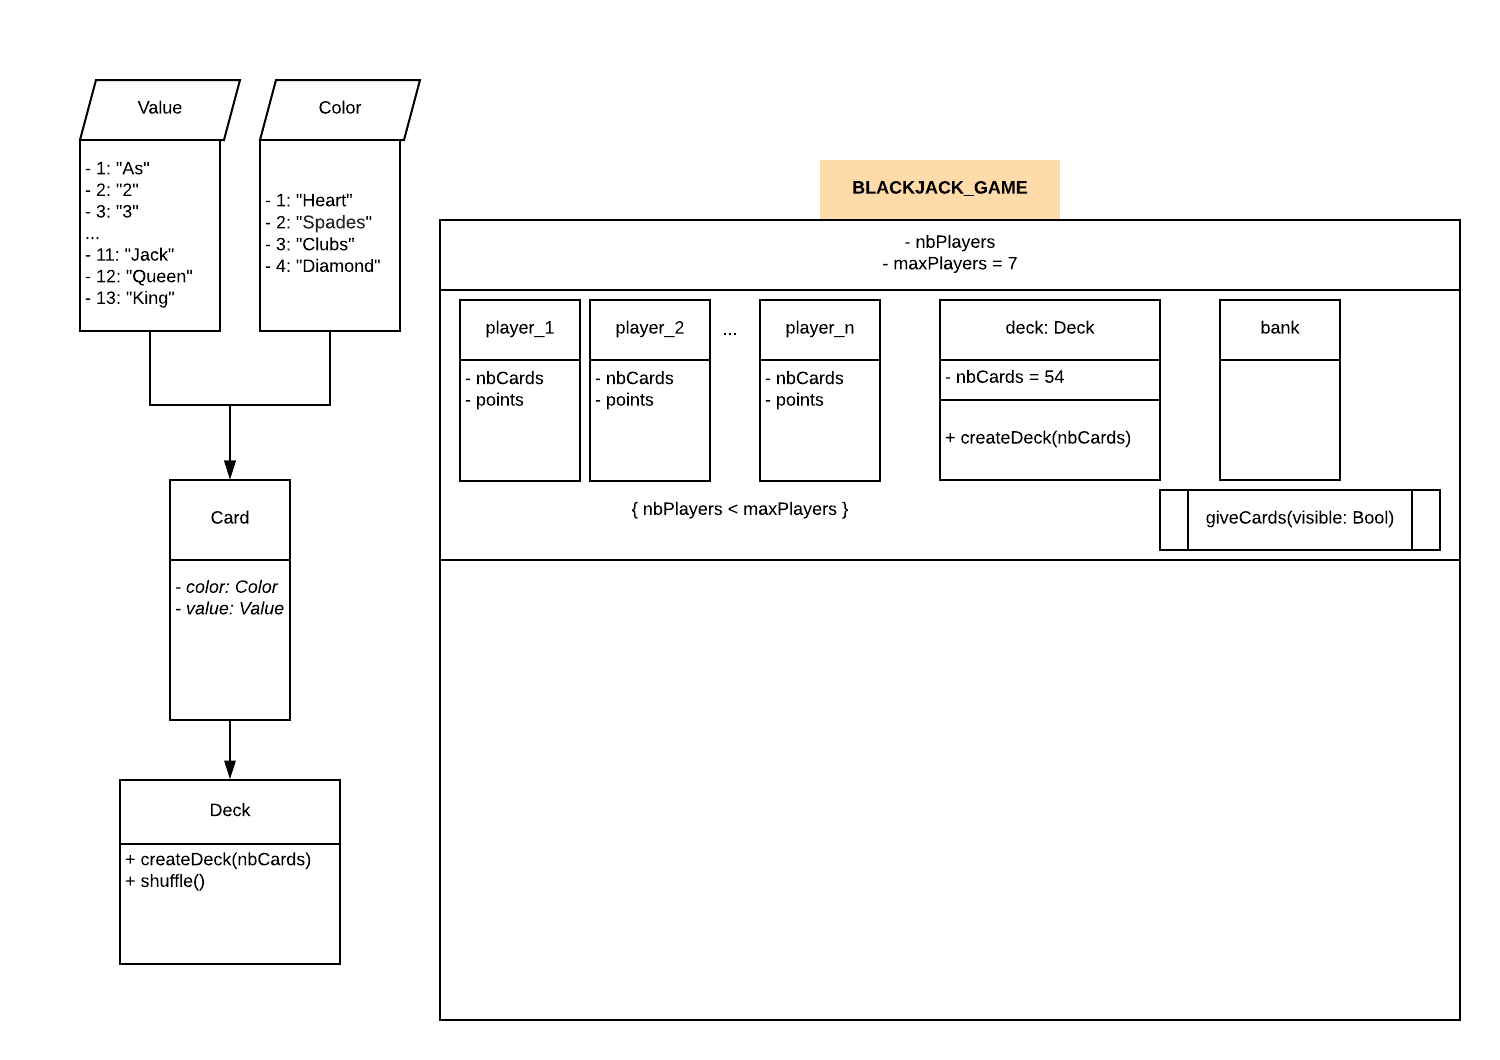 Value
- 1: "As"
- 2: "2"
- 3: "3"
...
- 11: "Jack"
- 12: "Queen"
- 13: "King"
Color
- 1: "Heart"
- 2: "Spades"
- 3: "Clubs"
- 4: "Diamond"
Card
- color: Color
- value: Value
Deck
+ createDeck(nbCards)
+ shuffle()
BLACKJACK_GAME
- nbPlayers
- maxPlayers = 7
player_1
- nbCards
- points
player_2
- nbCards
- points
...
player_n
- nbCards
- points
{ nbPlayers < maxPlayers }
deck: Deck
- nbCards = 54
+ createDeck(nbCards)
bank
giveCards(visible: Bool)